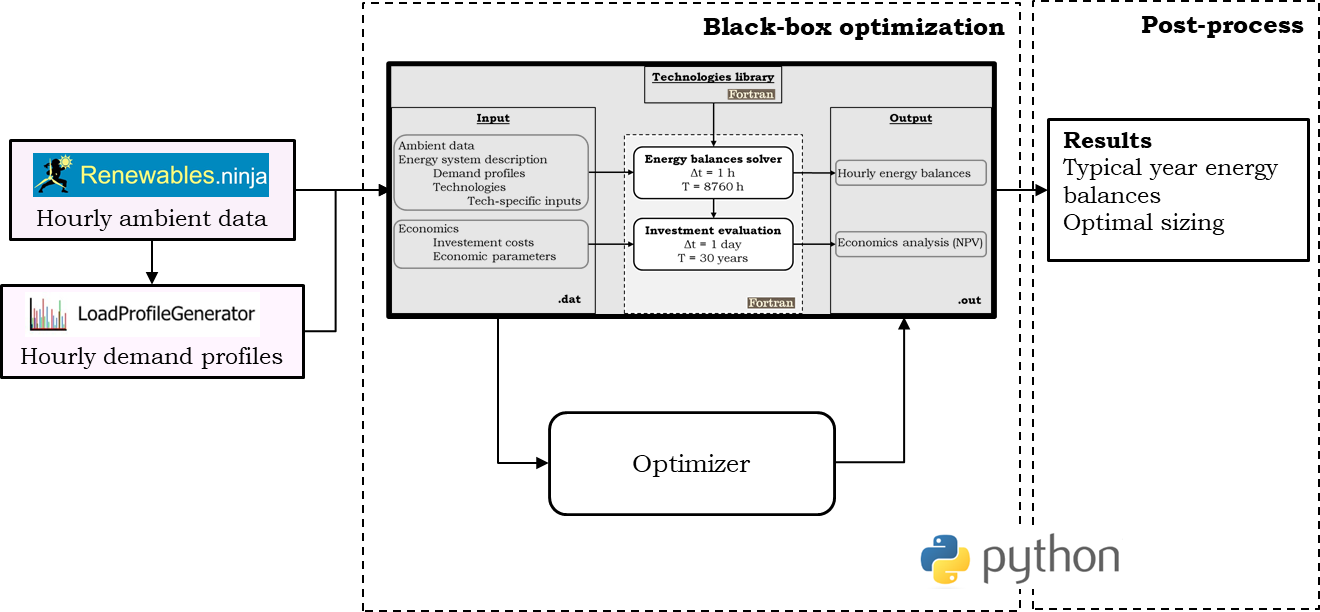 Black-box optimization
Post-process
Technologies library
Fortran
Input
Output
Renewables.ninja
Hourly ambient data
LoadProfileGenerator
Hourly demand profiles
Ambient data
Energy system description
Demand profiles
Technologies
Tech-specific inputs
Economics
Investement costs
Economic parameters
.dat
Energy balances solver
Δt = 1 h
T = 8760 h
Investment evaluation
Δt = 1 day
T = 30 years
Fortran
Hourly energy balances
Economics analysis (NPV)
.out
Results
Typical year energy
balances
Optimal sizing
Optimizer
python